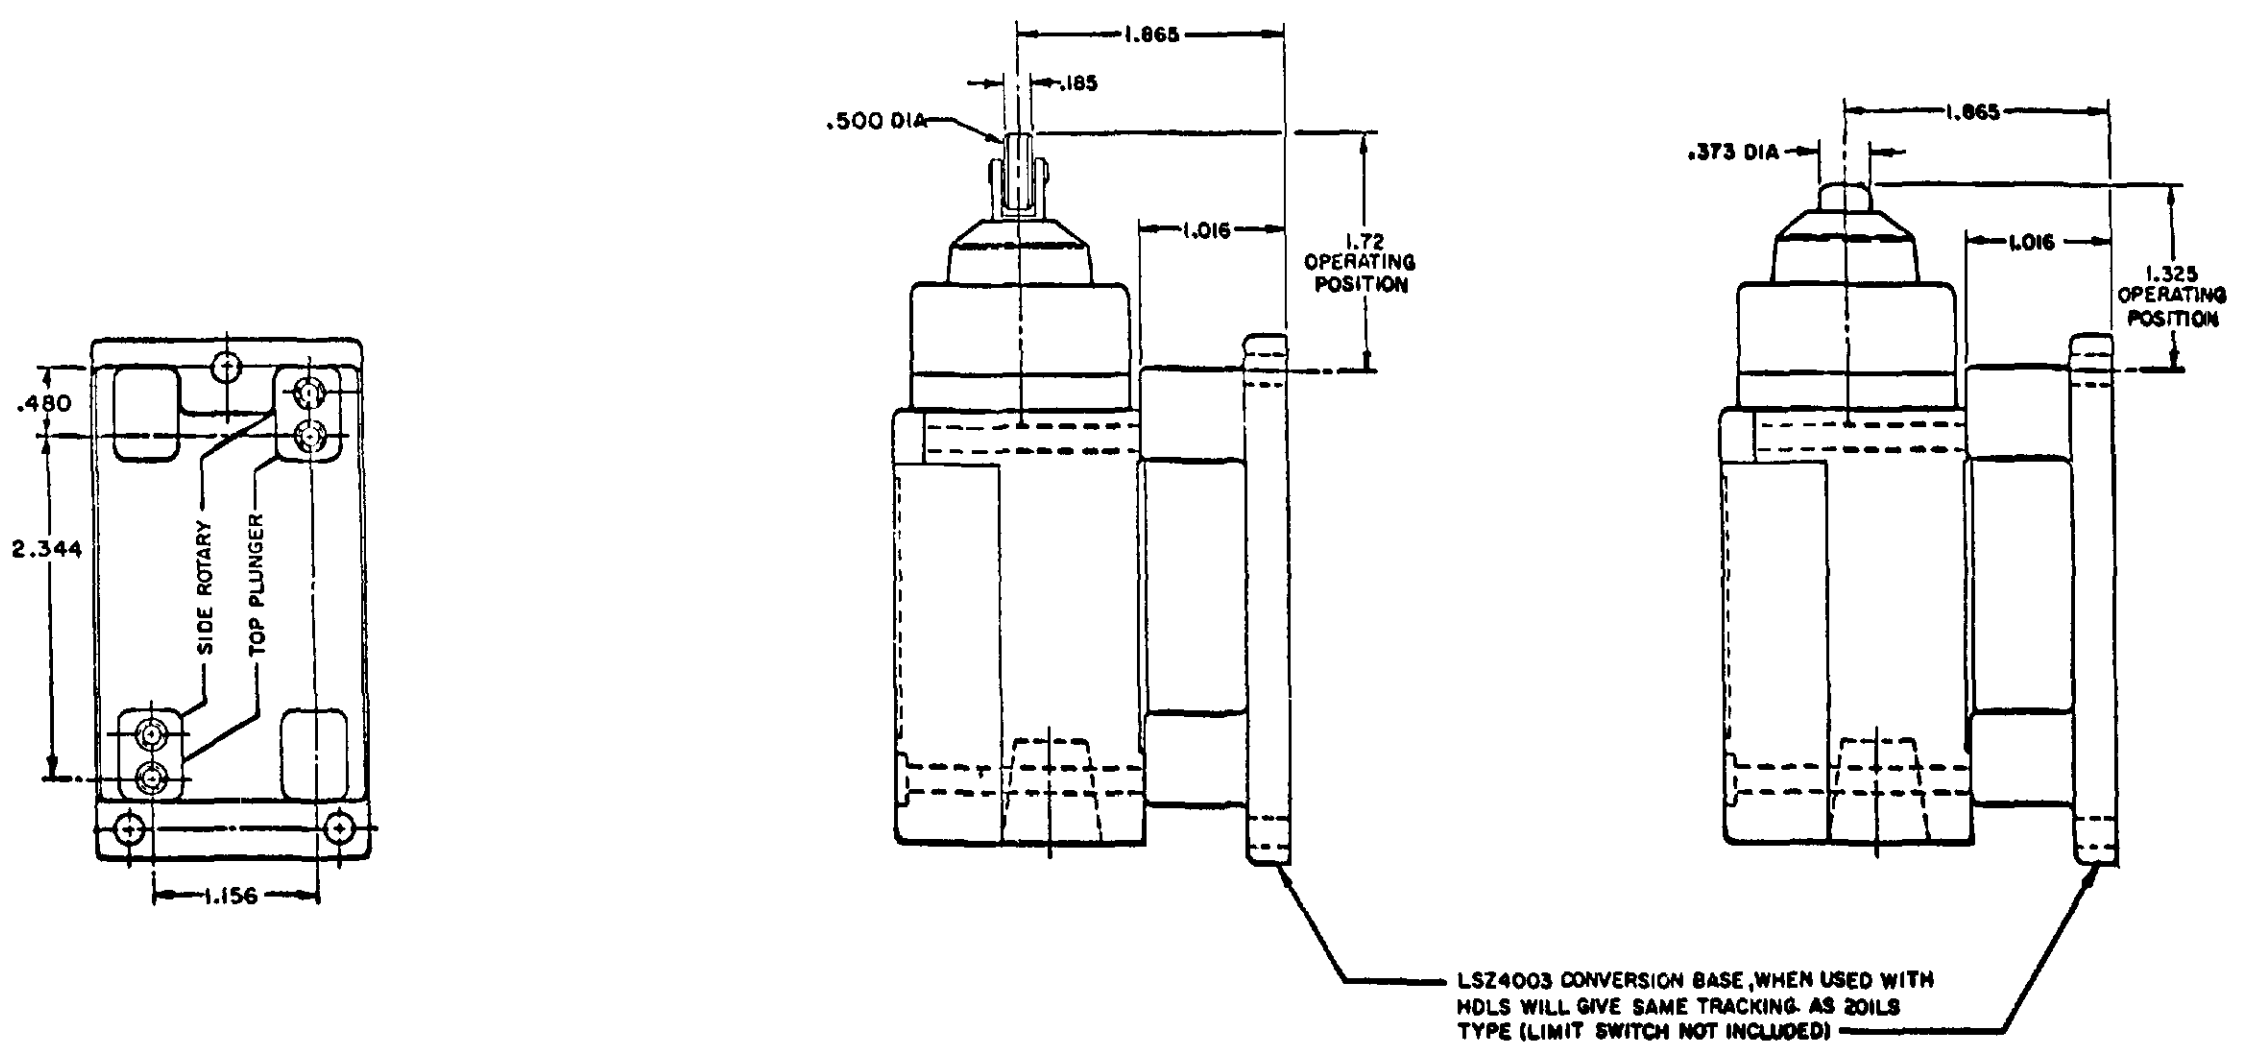 .480
2.344
SIDE ROTARY
TOP PLUNGER
1.156
1.865
.185
.500 DIA
1.016
1.72
OPERATING
POSITION
1.865
.373 DIA
1.016
1.325
OPERATING
POSITION
LSZ4003 CONVERSION BASE, WHEN USED WITH
HDLS WILL GIVE SAME TRACKING AS 201LS
TYPE (LIMIT SWITCH NOT INCLUDED)